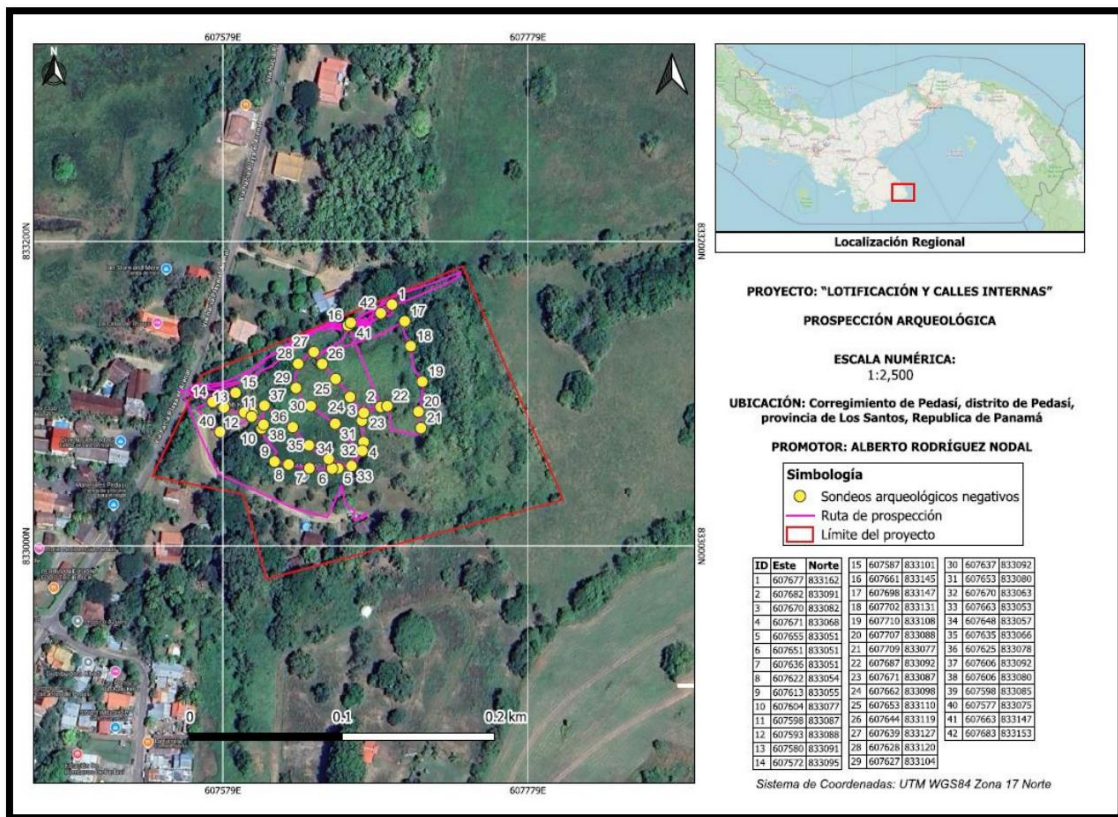 607579E
607779E
N
833200N
833200N
42
1
16
17
41
18
27
28
26
19
29
25
15
14
37
2
22
13
11
30
24
3
20
40
12
36
31
23
21
10
38
35
34
32
4
9
8
7
6
5
33
833000N
833000N
0
0.1
0.2 km
607579E
607779E
Localización Regional
PROYECTO: “LOTIFICACIÓN Y CALLES INTERNAS”
PROSPECCIÓN ARQUEOLÓGICA
ESCALA NUMÉRICA:
1:2,500
UBICACIÓN: Corregimiento de Pedasí, distrito de Pedasí,
provincia de Los Santos, Republica de Panamá
PROMOTOR: ALBERTO RODRÍGUEZ NODAL
Simbología
Sondeos arqueológicos negativos
Ruta de prospección
Límite del proyecto
ID Este Norte
1 607677 833162
2 607682 833091
3 607670 833082
4 607671 833068
5 607655 833051
6 607651 833051
7 607636 833051
8 607622 833054
9 607613 833055
10 607604 833077
11 607598 833087
12 607593 833088
13 607580 833091
14 607572 833095
15 607587 833101
16 607661 833145
17 607698 833147
18 607702 833131
19 607710 833108
20 607707 833088
21 607709 833077
22 607687 833092
23 607671 833087
24 607662 833098
25 607653 833110
26 607644 833119
27 607639 833127
28 607628 833120
29 607627 833104
30 607637 833092
31 607653 833080
32 607670 833063
33 607663 833053
34 607648 833057
35 607635 833066
36 607625 833078
37 607606 833092
38 607606 833080
39 607598 833085
40 607577 833075
41 607663 833147
42 607683 833153
Sistema de Coordenadas: UTM WGS84 Zona 17 Norte